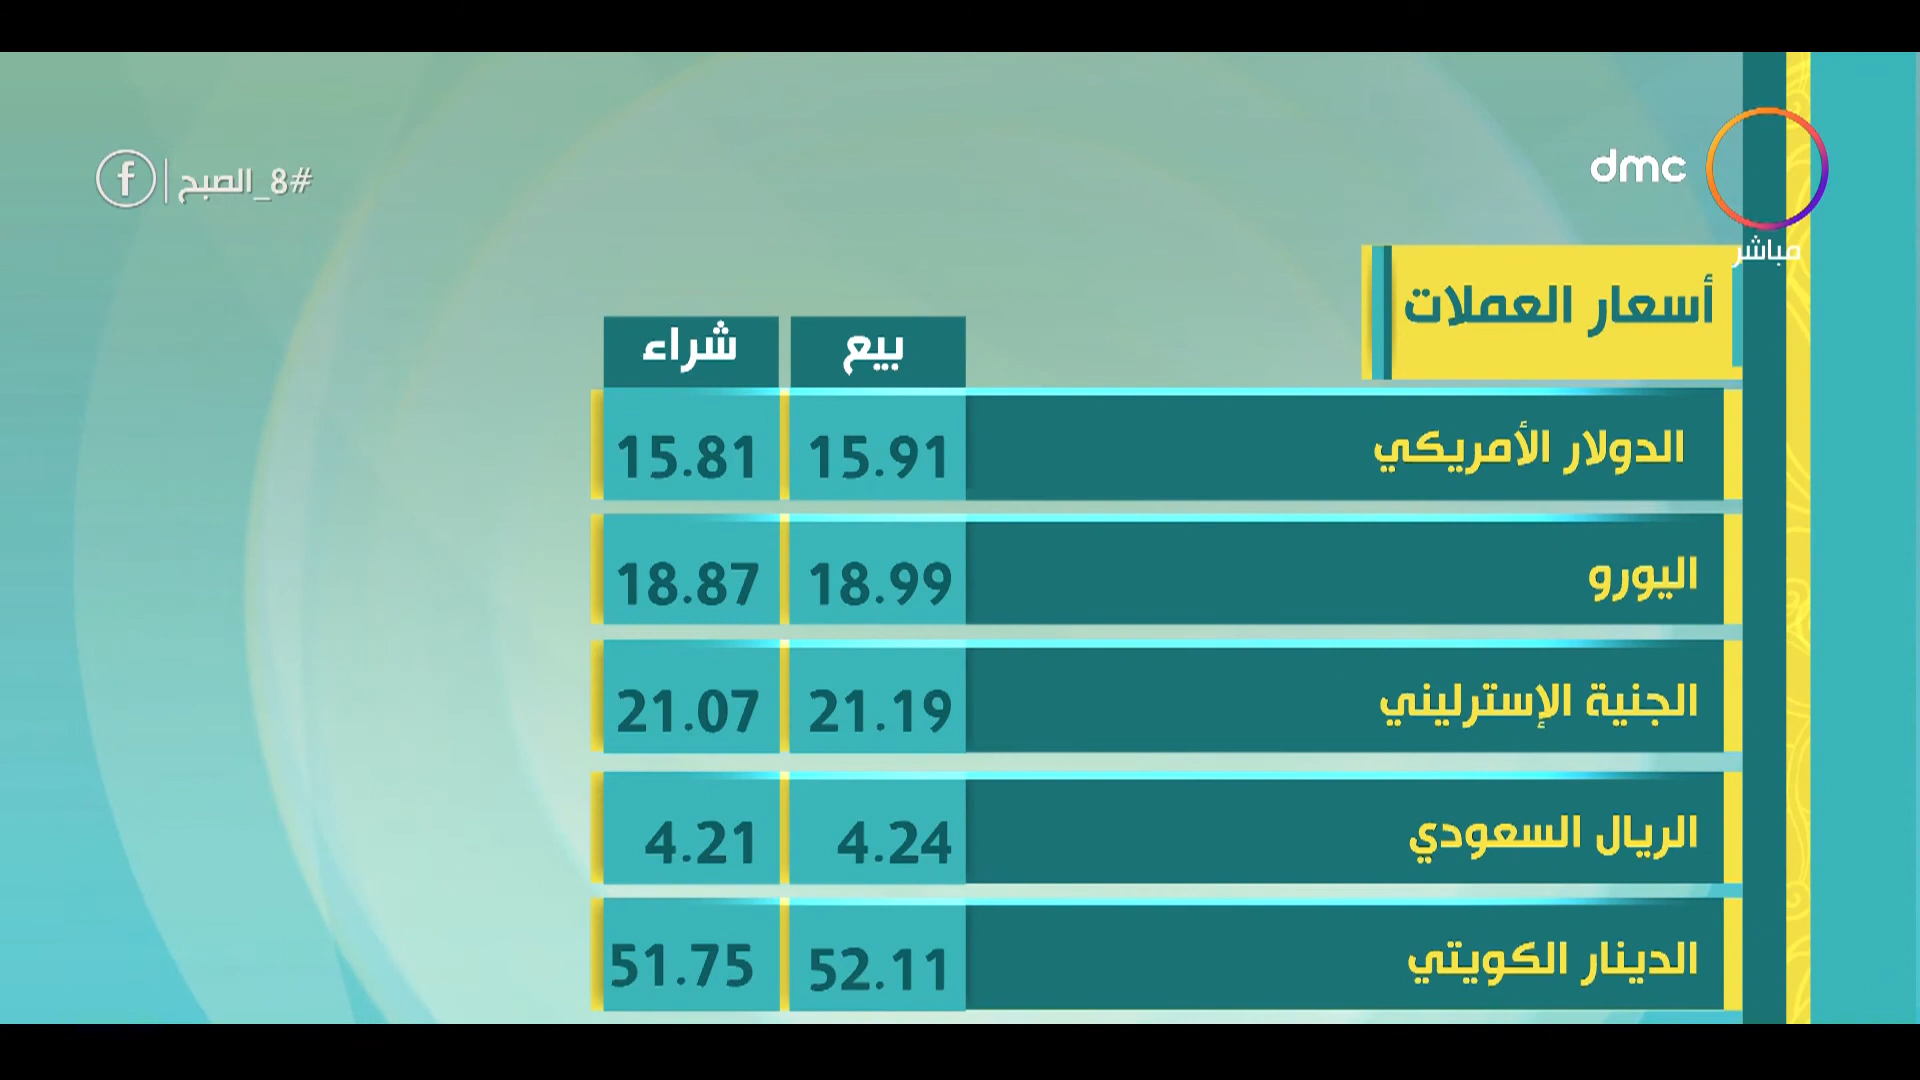 #8_الصبح
dmc
مباشر
أسعار العملات
بيع شراء
الدولار الأمريكي 15.91 15.81
اليورو 18.99 18.87
الجنية الإسترليني 21.19 21.07
الريال السعودي 4.24 4.21
الدينار الكويتي 52.11 51.75